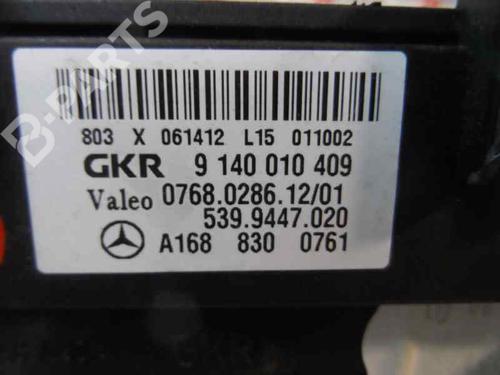 B-PARTS
803 X 061412 L15 011002
GKR 9 140 010 409
Valeo 0768.0286.12/01
539.9447.020
A168 830 0761